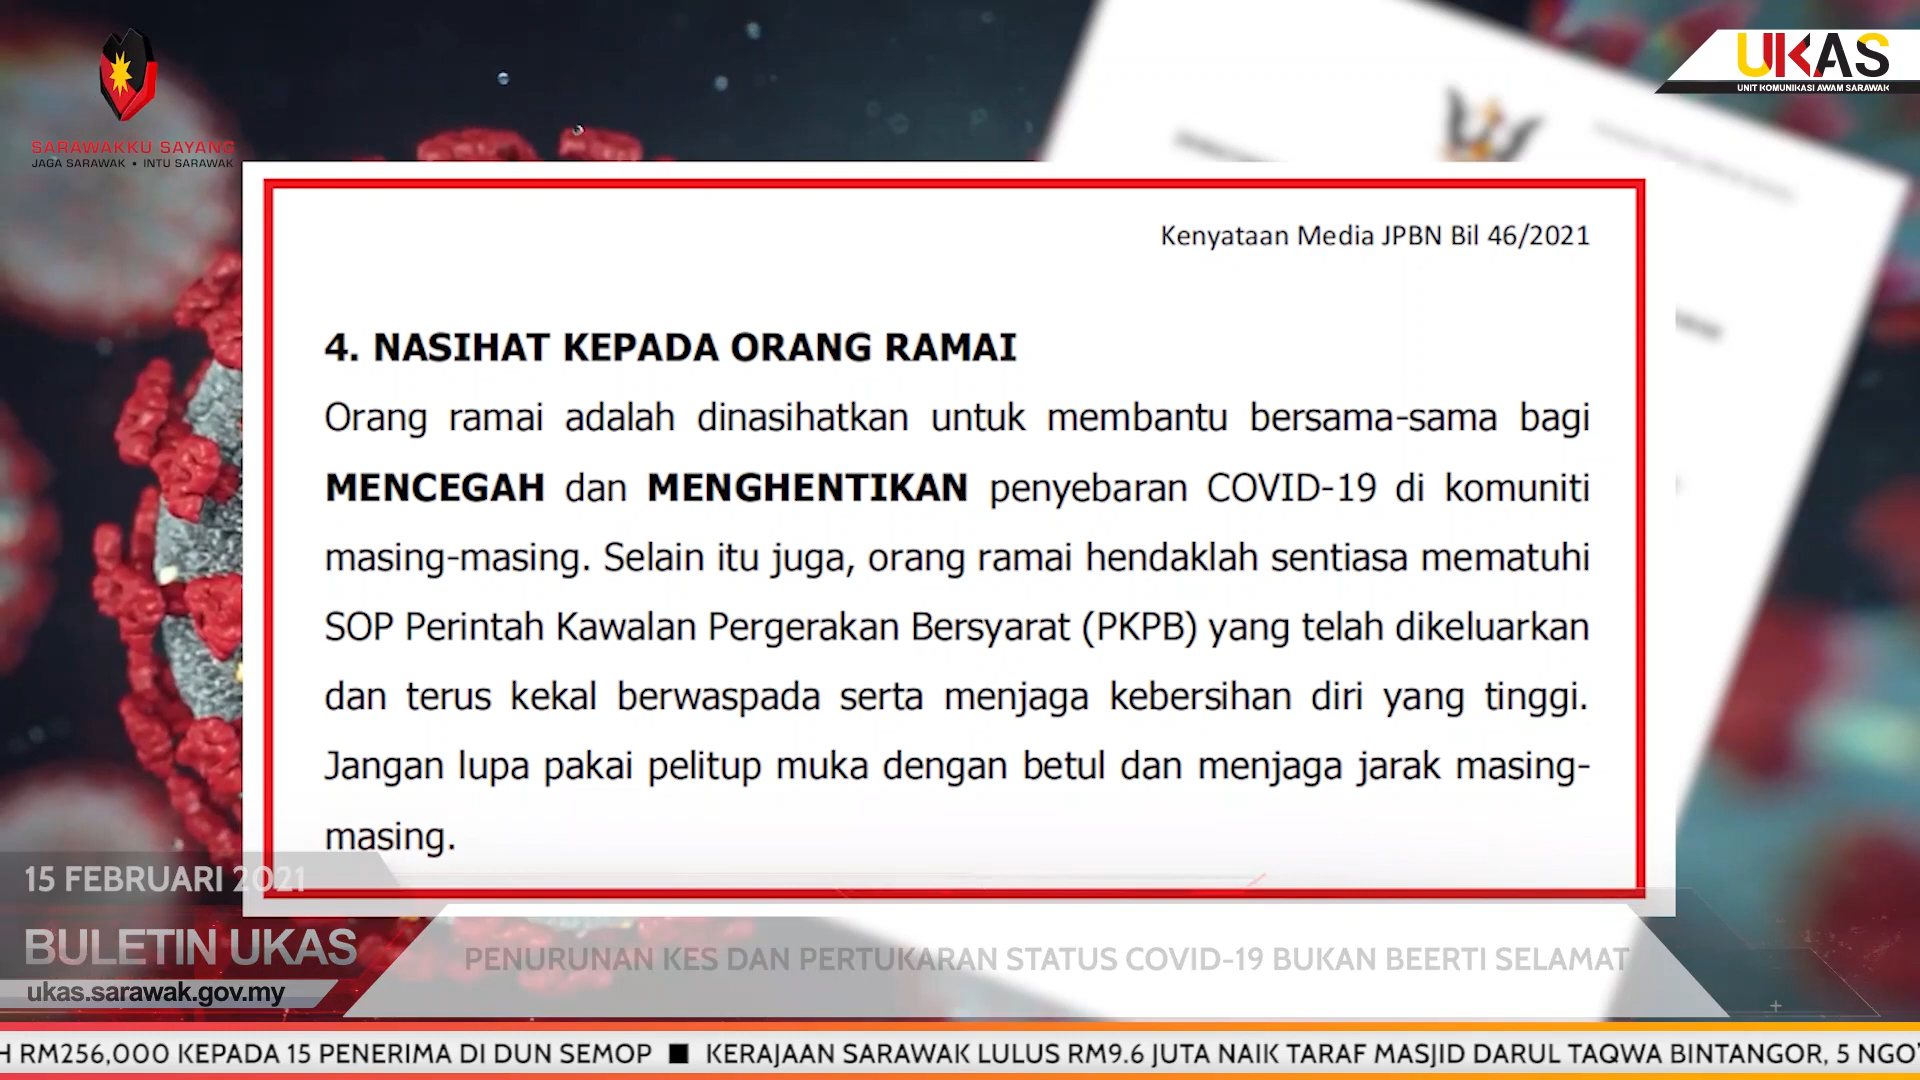 SARAWAKKU SAYANG
JAGA SARAWAK • INTU SARAWAK
UKAS
UNIT KOMUNIKASI AWAM SARAWAK
Kenyataan Media JPBN Bil 46/2021
4. NASIHAT KEPADA ORANG RAMAI
Orang ramai adalah dinasihatkan untuk membantu bersama-sama bagi
MENCEGAH dan MENGHENTIKAN penyebaran COVID-19 di komuniti
masing-masing. Selain itu juga, orang ramai hendaklah sentiasa mematuhi
SOP Perintah Kawalan Pergerakan Bersyarat (PKPB) yang telah dikeluarkan
dan terus kekal berwaspada serta menjaga kebersihan diri yang tinggi.
Jangan lupa pakai pelitup muka dengan betul dan menjaga jarak masing-
masing.
15 FEBRUARI 2021
BULETIN UKAS
ukas.sarawak.gov.my
PENURUNAN KES DAN PERTUKARAN STATUS COVID-19 BUKAN BEERTI SELAMAT
H RM256,000 KEPADA 15 PENERIMA DI DUN SEMOP ■ KERAJAAN SARAWAK LULUS RM9.6 JUTA NAIK TARAF MASJID DARUL TAQWA BINTANGOR, 5 NGO'